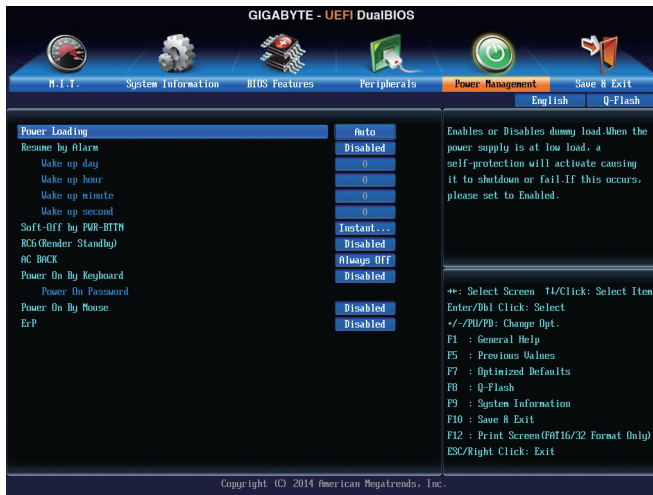 GIGABYTE - UEFI DualBIOS
M.I.T. System Information BIOS Features Peripherals Power Management Save & Exit
English Q-Flash
Power Loading Auto
Resume by Alarm Disabled
Wake up day 0
Wake up hour 0
Wake up minute 0
Wake up second 0
Soft-Off by PWR-BTTN Instant...
RC6(Render Standby) Disabled
AC BACK Always Off
Power On By Keyboard Disabled
Power On Password
Power On By Mouse Disabled
ErP Disabled
Enables or Disables dummy load.When the
power supply is at low load, a
self-protection will activate causing
it to shutdown or fail.If this occurs,
please set to Enabled.
→←: Select Screen ↑↓/Click: Select Item
Enter/Dbl Click: Select
+/-/PU/PD: Change Opt.
F1 : General Help
F5 : Previous Values
F7 : Optimized Defaults
F8 : Q-Flash
F9 : System Information
F10 : Save & Exit
F12 : Print Screen(FAT16/32 Format Only)
ESC/Right Click: Exit
Copyright (C) 2014 American Megatrends, Inc.